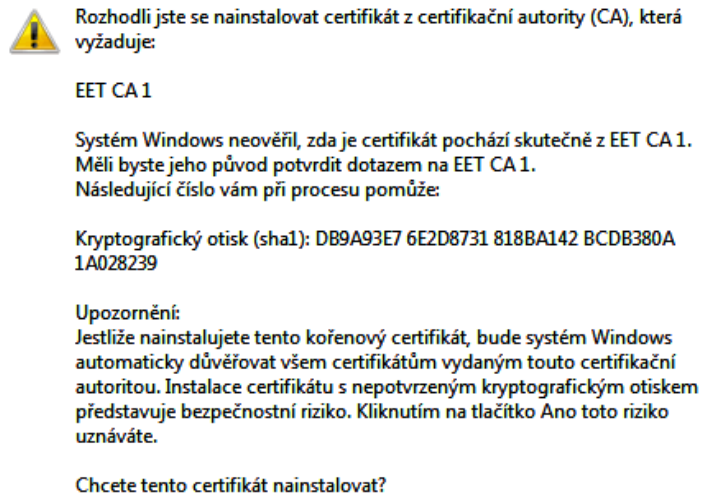 Rozhodli jste se nainstalovat certifikát z certifikační autority (CA), která
vyžaduje:
EET CA 1
Systém Windows neověřil, zda je certifikát pochází skutečně z EET CA 1.
Měli byste jeho původ potvrdit dotazem na EET CA 1.
Následující číslo vám při procesu pomůže:
Kryptografický otisk (sha1): DB9A93E7 6E2D8731 818BA142 BCDB380A
1A028239
Upozornění:
Jestliže nainstalujete tento kořenový certifikát, bude systém Windows
automaticky důvěřovat všem certifikátům vydaným touto certifikační
autoritou. Instalace certifikátu s nepotvrzeným kryptografickým otiskem
představuje bezpečnostní riziko. Kliknutím na tlačítko Ano toto riziko
uznáváte.
Chcete tento certifikát nainstalovat?